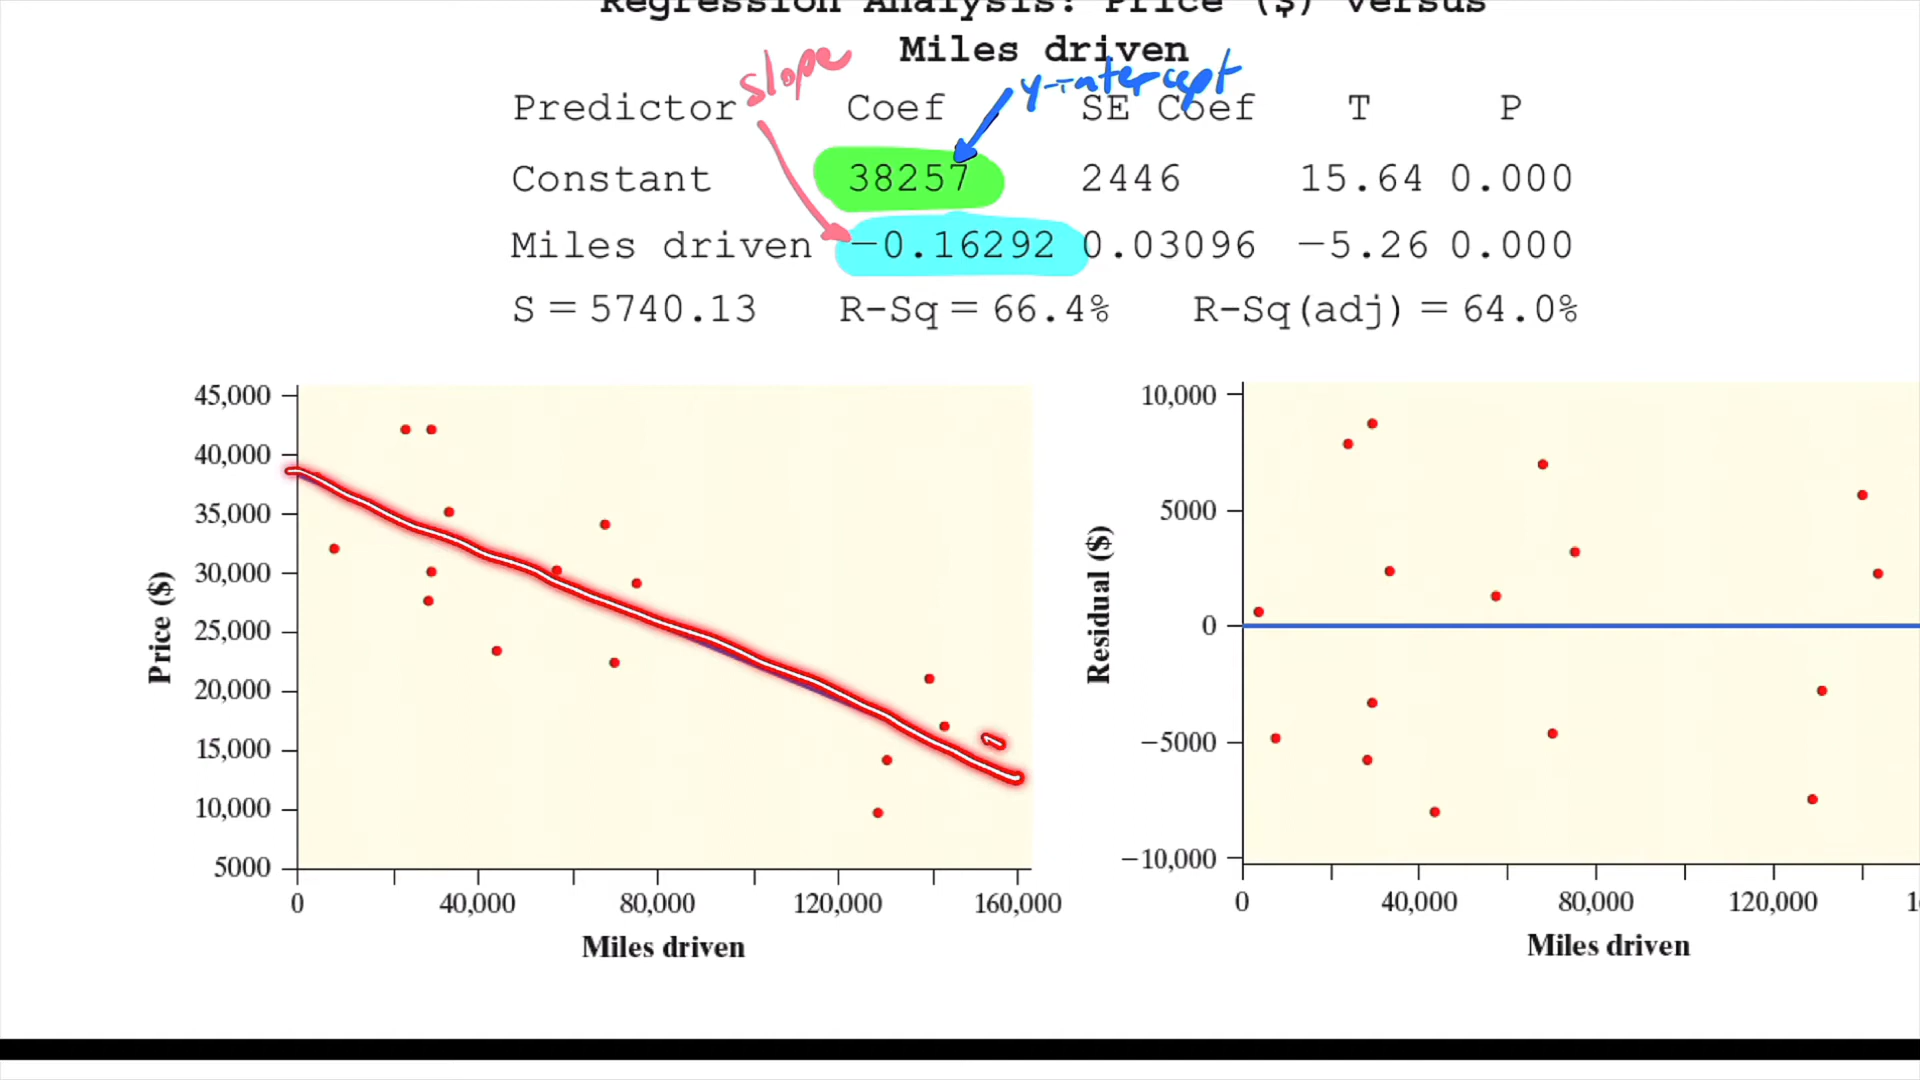 Regression Analysis: Price ($) versus
Miles driven
slope
y-intercept
Predictor Coef SE Coef T P
Constant 38257 2446 15.64 0.000
Miles driven −0.16292 0.03096 −5.26 0.000
S = 5740.13 R-Sq = 66.4% R-Sq(adj) = 64.0%
45,000
40,000
35,000
30,000
25,000
20,000
15,000
10,000
5000
Price ($)
0 40,000 80,000 120,000 160,000
Miles driven
10,000
5000
0
−5000
−10,000
Residual ($)
0 40,000 80,000 120,000
Miles driven